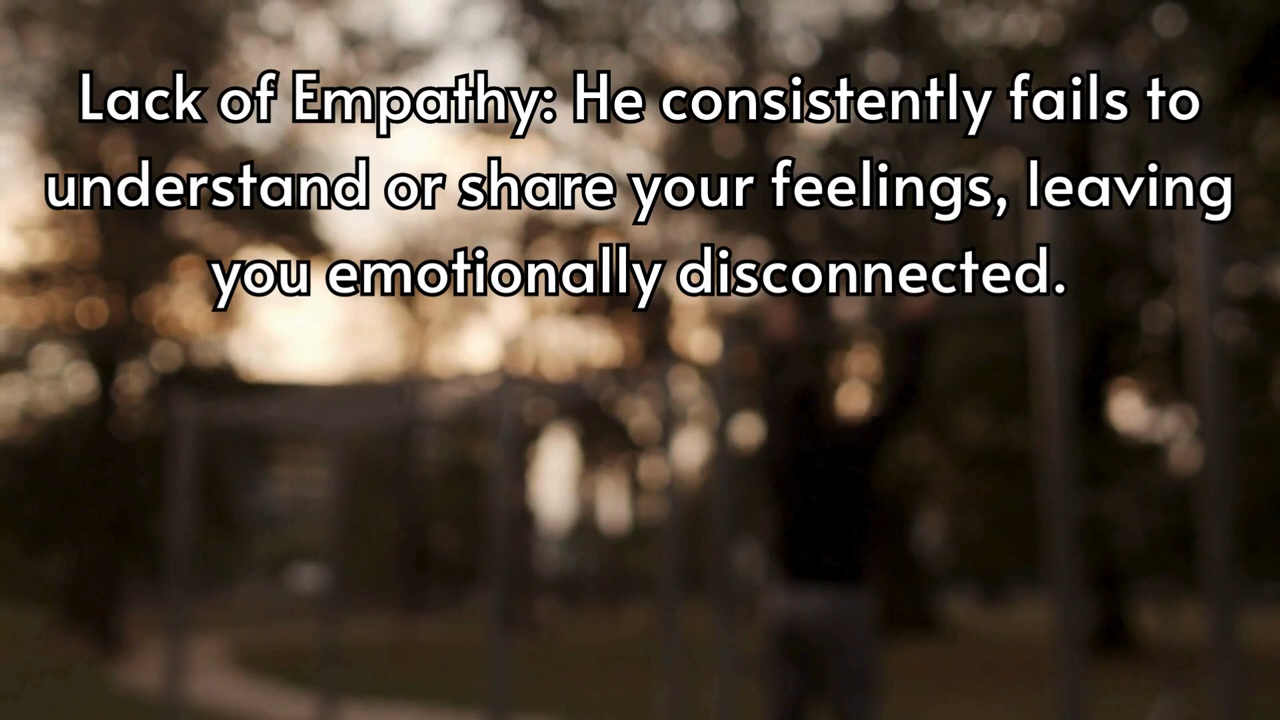 Lack of Empathy: He consistently fails to
understand or share your feelings, leaving
you emotionally disconnected.